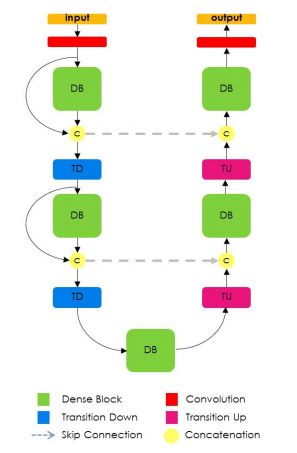 input output
DB DB
C C
TD TU
DB DB
C C
TD TU
DB
Dense Block Convolution
Transition Down Transition Up
Skip Connection Concatenation